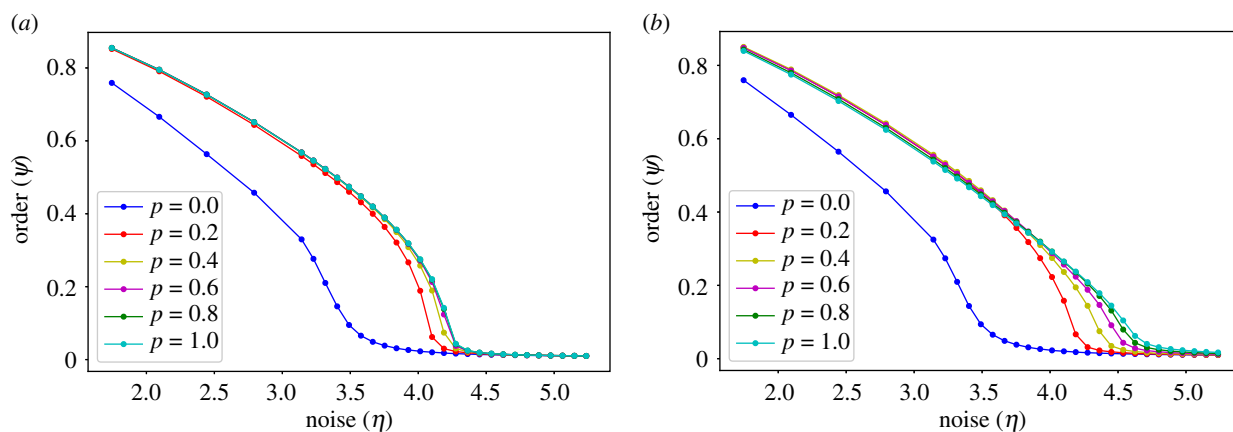 (a)
0.8
0.6
0.4
0.2
0
order (ψ)
p = 0.0
p = 0.2
p = 0.4
p = 0.6
p = 0.8
p = 1.0
2.0 2.5 3.0 3.5 4.0 4.5 5.0
noise (η)
(b)
0.8
0.6
0.4
0.2
0
order (ψ)
p = 0.0
p = 0.2
p = 0.4
p = 0.6
p = 0.8
p = 1.0
2.0 2.5 3.0 3.5 4.0 4.5 5.0
noise (η)